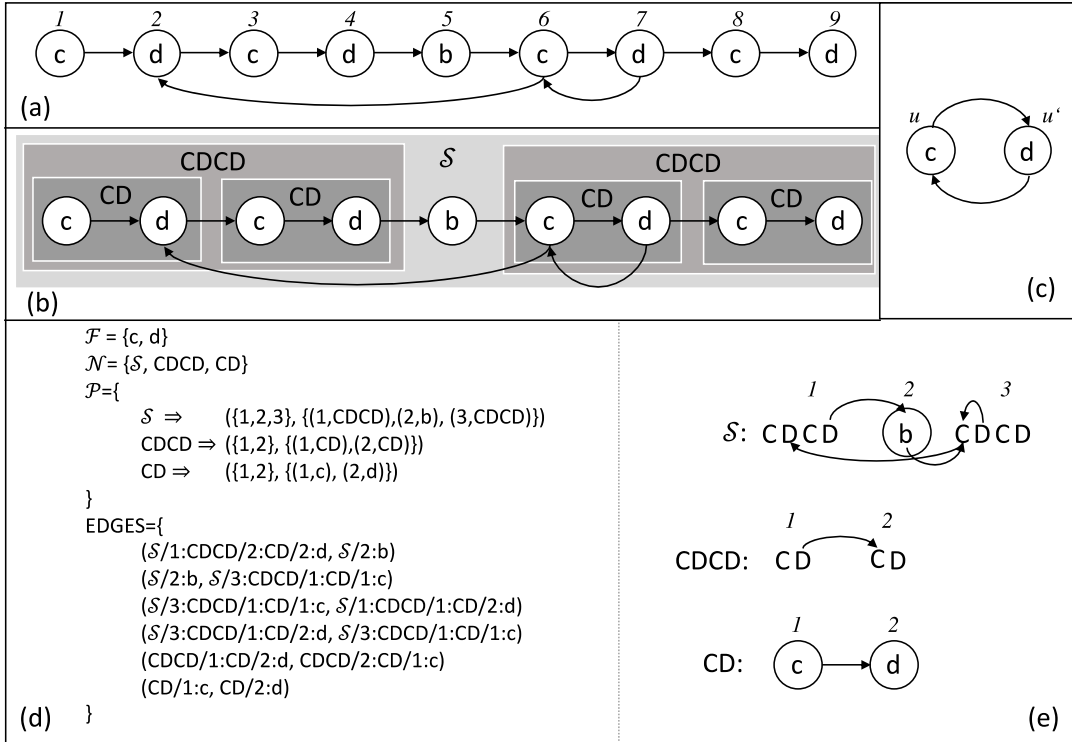 1 2 3 4 5 6 7 8 9
c d c d b c d c d
(a)
CDCD 𝒮 CDCD
CD CD CD CD
c d c d b c d c d
(b)
u u‘
c d
(c)
ℱ = {c, d}
𝒩 = {𝒮, CDCD, CD}
𝒫={
𝒮 ⇒ ({1,2,3}, {(1,CDCD),(2,b), (3,CDCD)})
CDCD ⇒ ({1,2}, {(1,CD),(2,CD)})
CD ⇒ ({1,2}, {(1,c), (2,d)})
}
EDGES={
(𝒮/1:CDCD/2:CD/2:d, 𝒮/2:b)
(𝒮/2:b, 𝒮/3:CDCD/1:CD/1:c)
(𝒮/3:CDCD/1:CD/1:c, 𝒮/1:CDCD/1:CD/2:d)
(𝒮/3:CDCD/1:CD/2:d, 𝒮/3:CDCD/1:CD/1:c)
(CDCD/1:CD/2:d, CDCD/2:CD/1:c)
(CD/1:c, CD/2:d)
}
(d)
1 2 3
𝒮: CDCD b CDCD
1 2
CDCD: CD CD
1 2
CD: c d
(e)